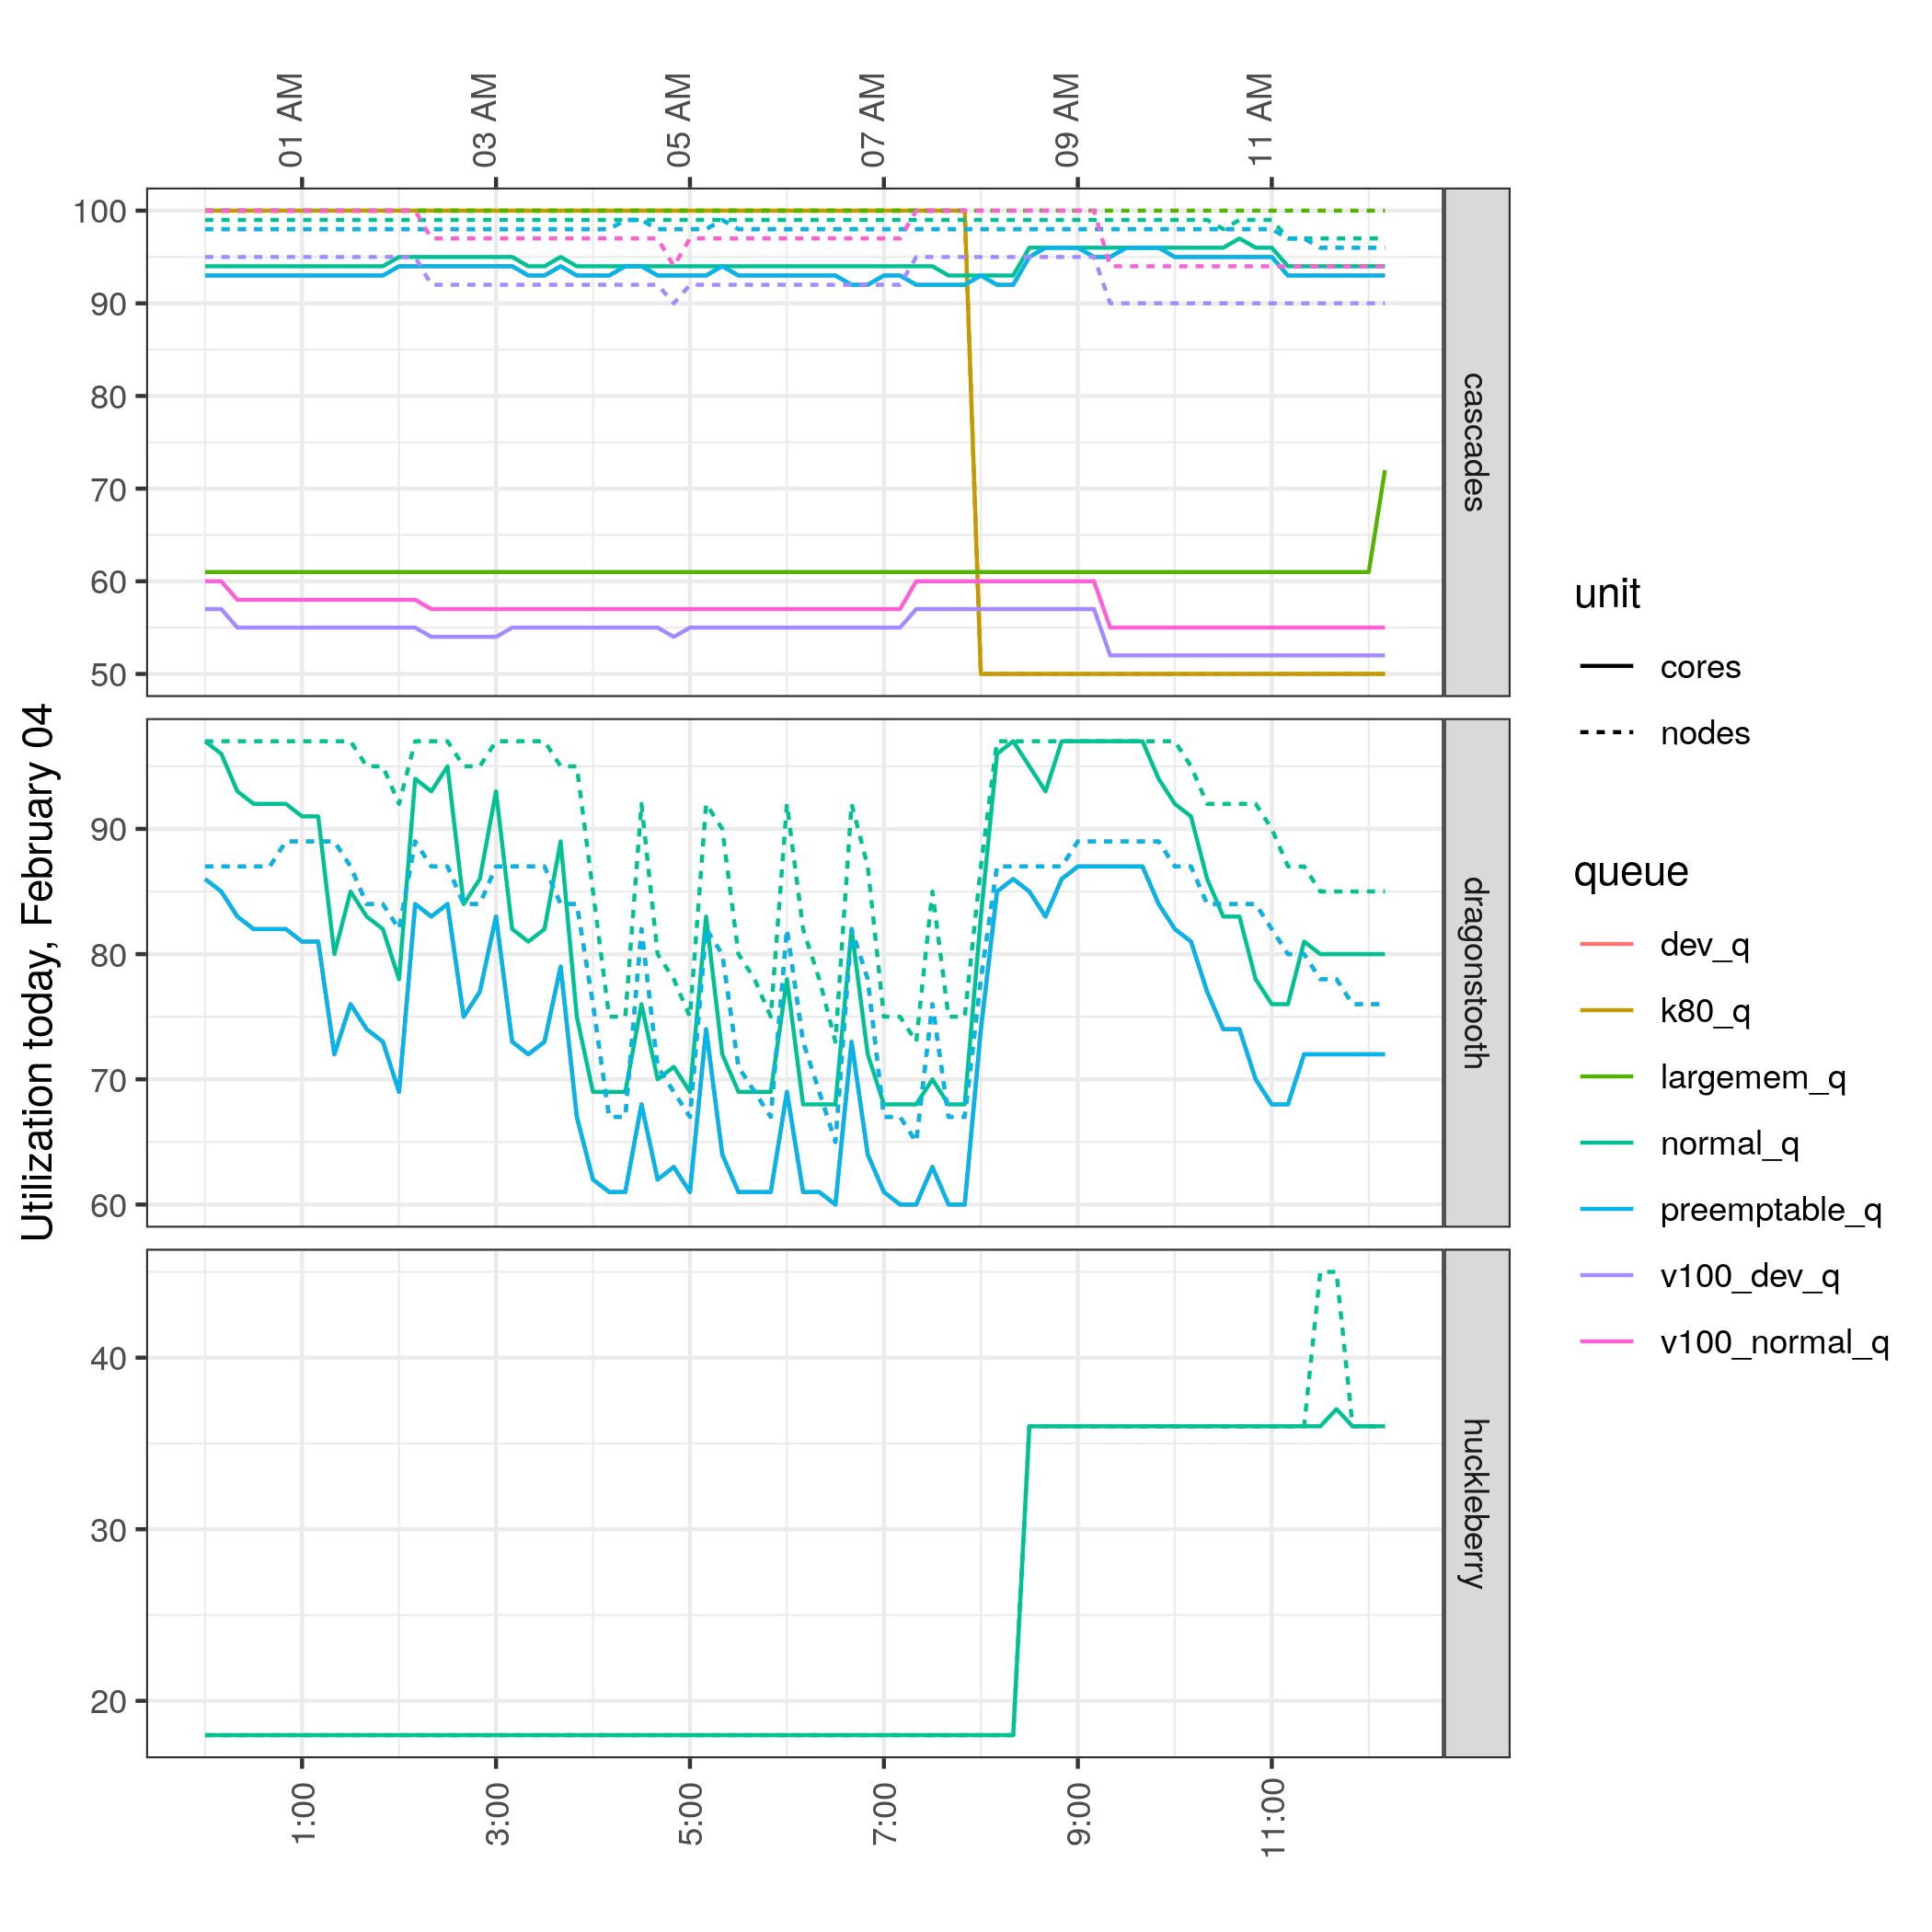 01 AM
03 AM
05 AM
07 AM
09 AM
11 AM
Utilization today, February 04
100
90
80
70
60
50
cascades
90
80
70
60
dragonstooth
40
30
20
huckleberry
1:00
3:00
5:00
7:00
9:00
11:00
unit
cores
nodes
queue
dev_q
k80_q
largemem_q
normal_q
preemptable_q
v100_dev_q
v100_normal_q